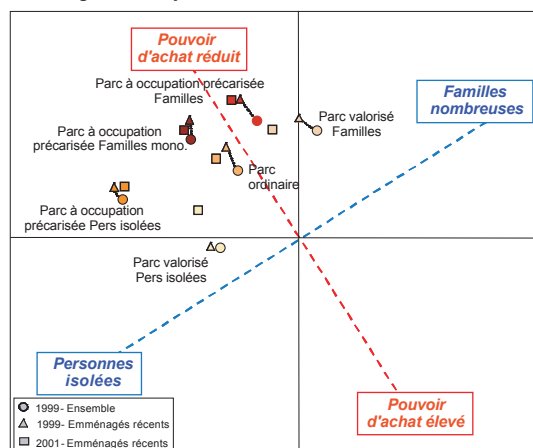 Pouvoir
d'achat réduit
Parc à occupation précarisée
Familles
Familles
nombreuses
Parc valorisé
Familles
Parc à occupation
précarisée Familles mono.
Parc
ordinaire
Parc à occupation
précarisée Pers isolées
Parc valorisé
Pers isolées
Personnes
isolées
Pouvoir
d'achat élevé
1999- Ensemble
1999- Emménagés récents
2001- Emménagés récents